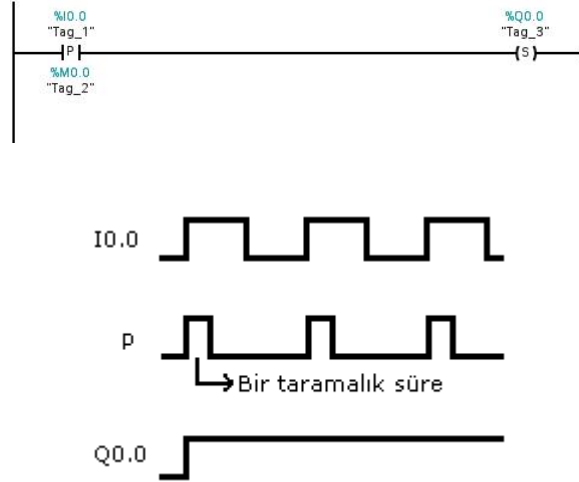 %I0.0 %Q0.0
"Tag_1" "Tag_3"
P S
%M0.0
"Tag_2"
I0.0
P
Bir taramalık süre
Q0.0